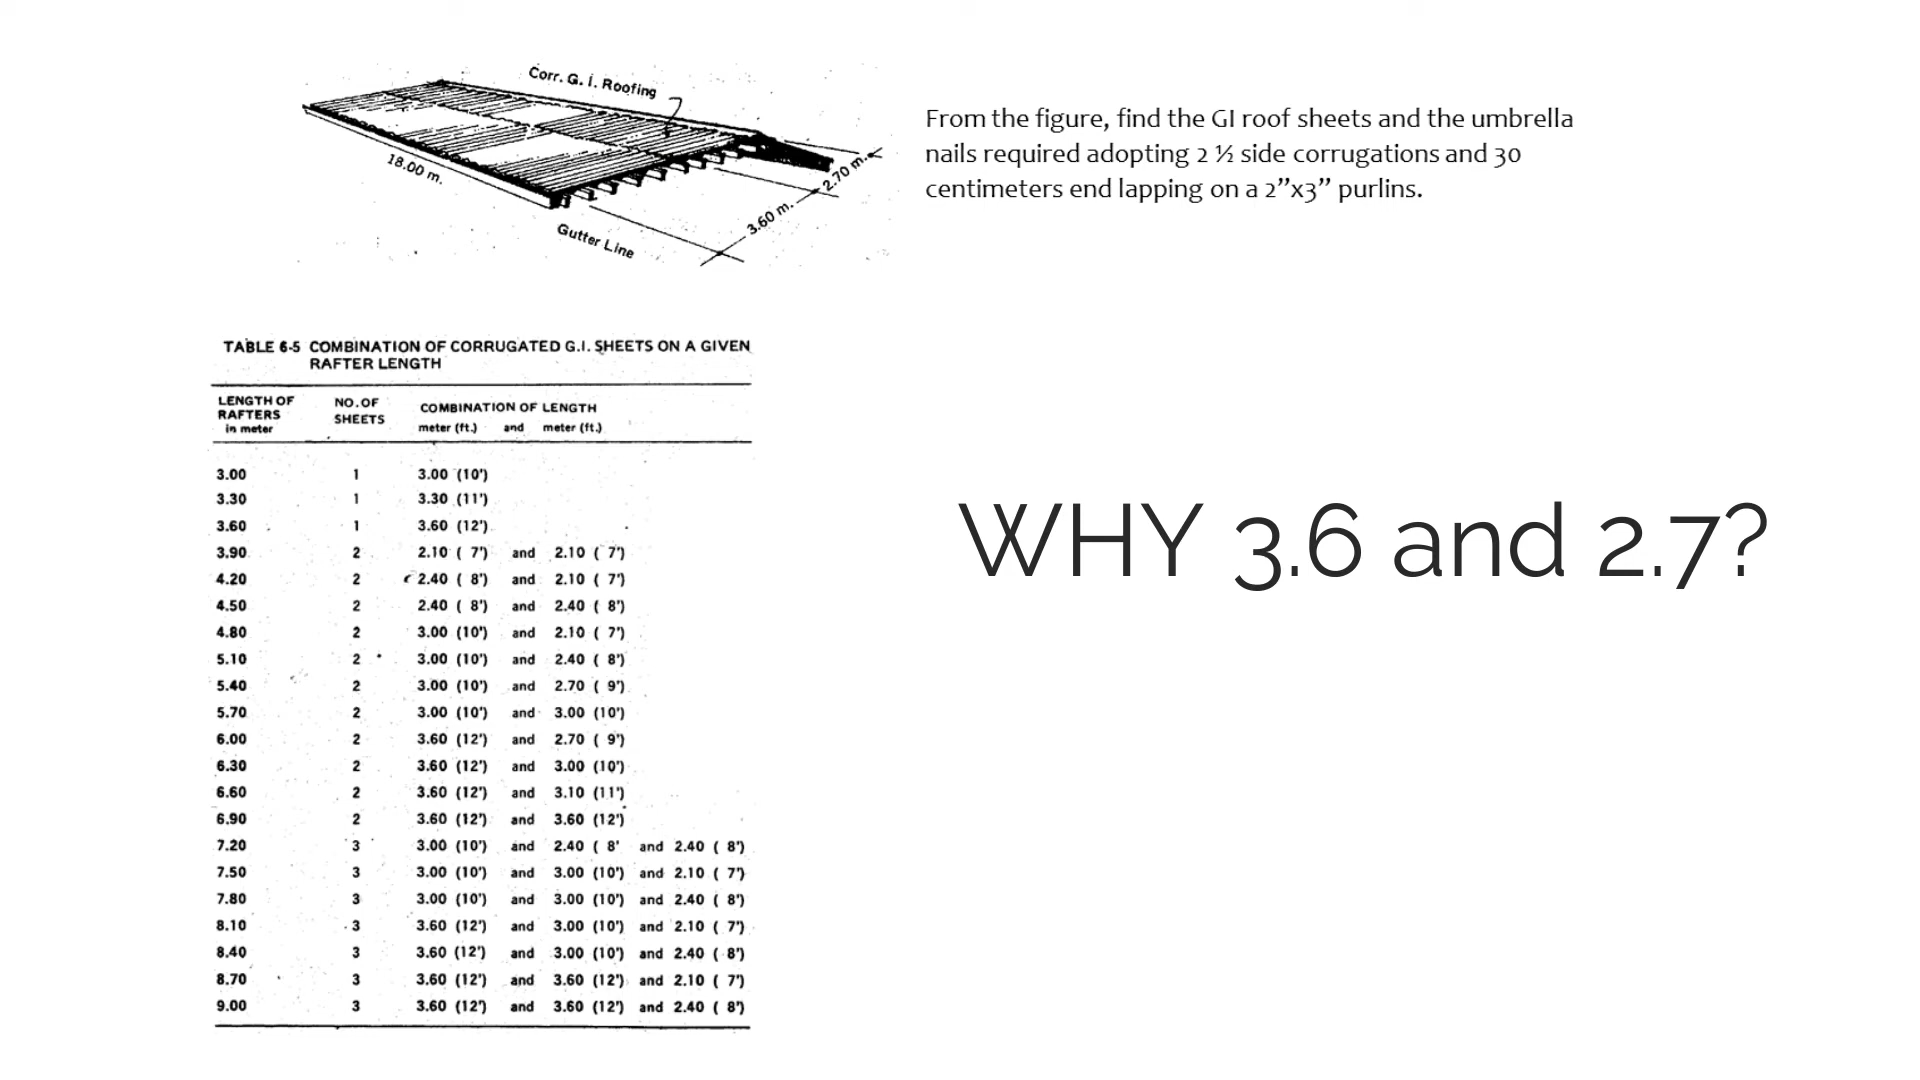 Corr. G. I. Roofing
18.00 m.
2.70 m.
3.60 m.
Gutter Line
From the figure, find the GI roof sheets and the umbrella
nails required adopting 2 ½ side corrugations and 30
centimeters end lapping on a 2”x3” purlins.
TABLE 6-5 COMBINATION OF CORRUGATED G.I. SHEETS ON A GIVEN
RAFTER LENGTH
LENGTH OF RAFTERS in meter NO. OF SHEETS COMBINATION OF LENGTH
meter (ft.) and meter (ft.)
3.00 1 3.00 (10')
3.30 1 3.30 (11')
3.60 1 3.60 (12')
3.90 2 2.10 ( 7') and 2.10 ( 7')
4.20 2 2.40 ( 8') and 2.10 ( 7')
4.50 2 2.40 ( 8') and 2.40 ( 8')
4.80 2 3.00 (10') and 2.10 ( 7')
5.10 2 3.00 (10') and 2.40 ( 8')
5.40 2 3.00 (10') and 2.70 ( 9')
5.70 2 3.00 (10') and 3.00 (10')
6.00 2 3.60 (12') and 2.70 ( 9')
6.30 2 3.60 (12') and 3.00 (10')
6.60 2 3.60 (12') and 3.10 (11')
6.90 2 3.60 (12') and 3.60 (12')
7.20 3 3.00 (10') and 2.40 ( 8' and 2.40 ( 8')
7.50 3 3.00 (10') and 3.00 (10') and 2.10 ( 7')
7.80 3 3.00 (10') and 3.00 (10') and 2.40 ( 8')
8.10 3 3.60 (12') and 3.00 (10') and 2.10 ( 7')
8.40 3 3.60 (12') and 3.00 (10') and 2.40 ( 8')
8.70 3 3.60 (12') and 3.60 (12') and 2.10 ( 7')
9.00 3 3.60 (12') and 3.60 (12') and 2.40 ( 8')
WHY 3.6 and 2.7?